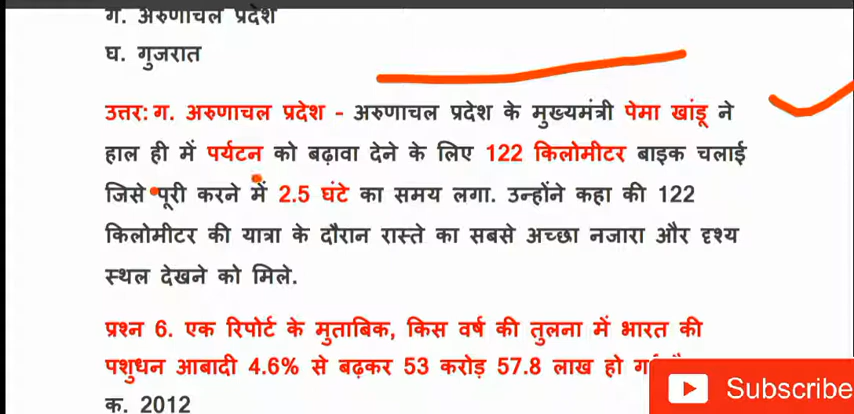 ग. अरुणाचल प्रदेश
घ. गुजरात
उत्तर: ग. अरुणाचल प्रदेश - अरुणाचल प्रदेश के मुख्यमंत्री पेमा खांडू ने
हाल ही में पर्यटन को बढ़ावा देने के लिए 122 किलोमीटर बाइक चलाई
जिसे पूरी करने में 2.5 घंटे का समय लगा. उन्होंने कहा की 122
किलोमीटर की यात्रा के दौरान रास्ते का सबसे अच्छा नजारा और दृश्य
स्थल देखने को मिले.
प्रश्न 6. एक रिपोर्ट के मुताबिक, किस वर्ष की तुलना में भारत की
पशुधन आबादी 4.6% से बढ़कर 53 करोड़ 57.8 लाख हो
Subscribe
क. 2012